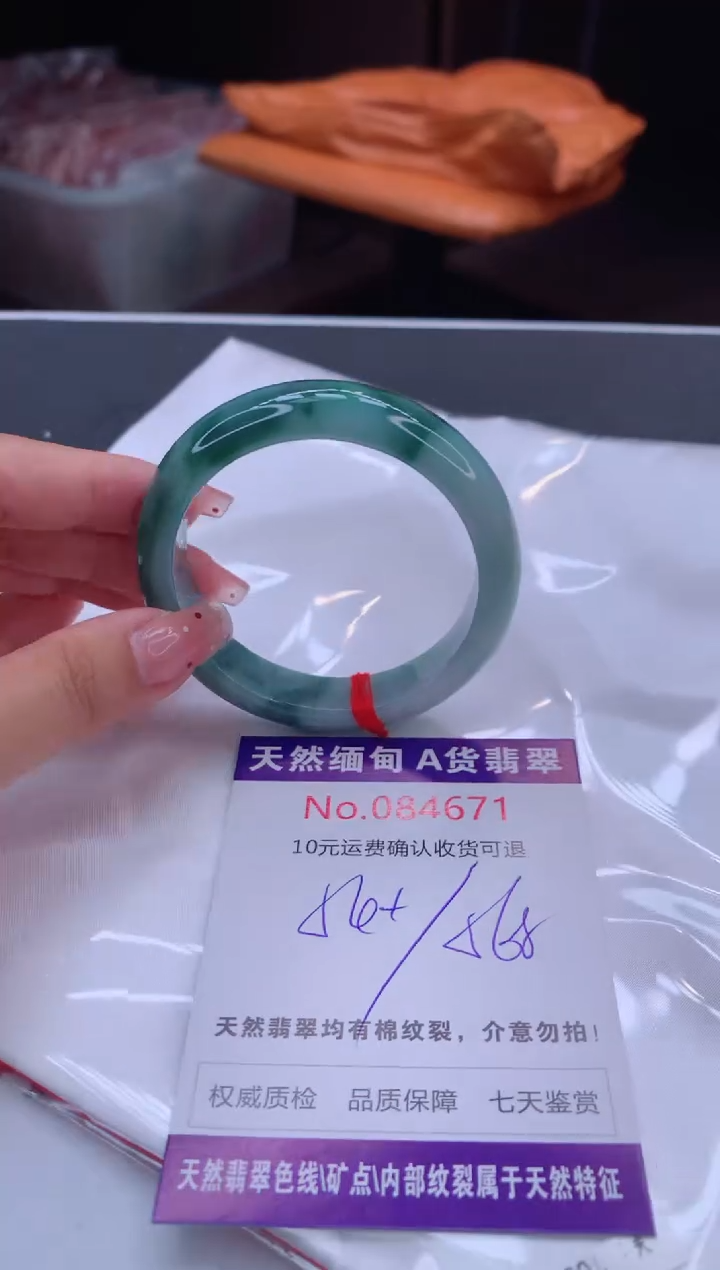 天然缅甸 A货翡翠
No.084671
10元运费确认收货可退
56+/568
天然翡翠均有棉纹裂，介意勿拍！
权威质检 品质保障 七天鉴赏
天然翡翠色线\矿点\内部纹裂属于天然特征